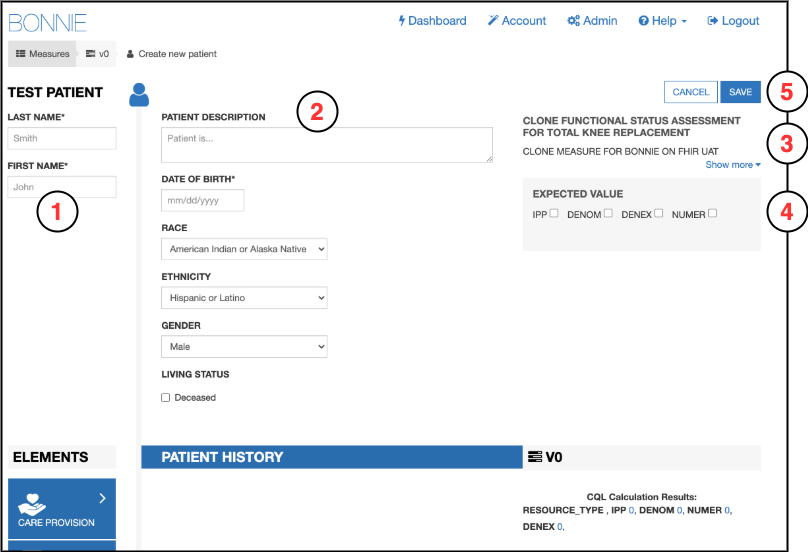 BONNIE
Dashboard Account Admin Help Logout
Measures v0 Create new patient
TEST PATIENT
LAST NAME*
Smith
FIRST NAME*
John
1
PATIENT DESCRIPTION
2
Patient is...
DATE OF BIRTH*
mm/dd/yyyy
RACE
American Indian or Alaska Native
ETHNICITY
Hispanic or Latino
GENDER
Male
LIVING STATUS
Deceased
CANCEL SAVE
5
CLONE FUNCTIONAL STATUS ASSESSMENT
FOR TOTAL KNEE REPLACEMENT
3
CLONE MEASURE FOR BONNIE ON FHIR UAT
Show more
EXPECTED VALUE
4
IPP DENOM DENEX NUMER
ELEMENTS
CARE PROVISION
PATIENT HISTORY
V0
CQL Calculation Results:
RESOURCE_TYPE , IPP 0, DENOM 0, NUMER 0,
DENEX 0,